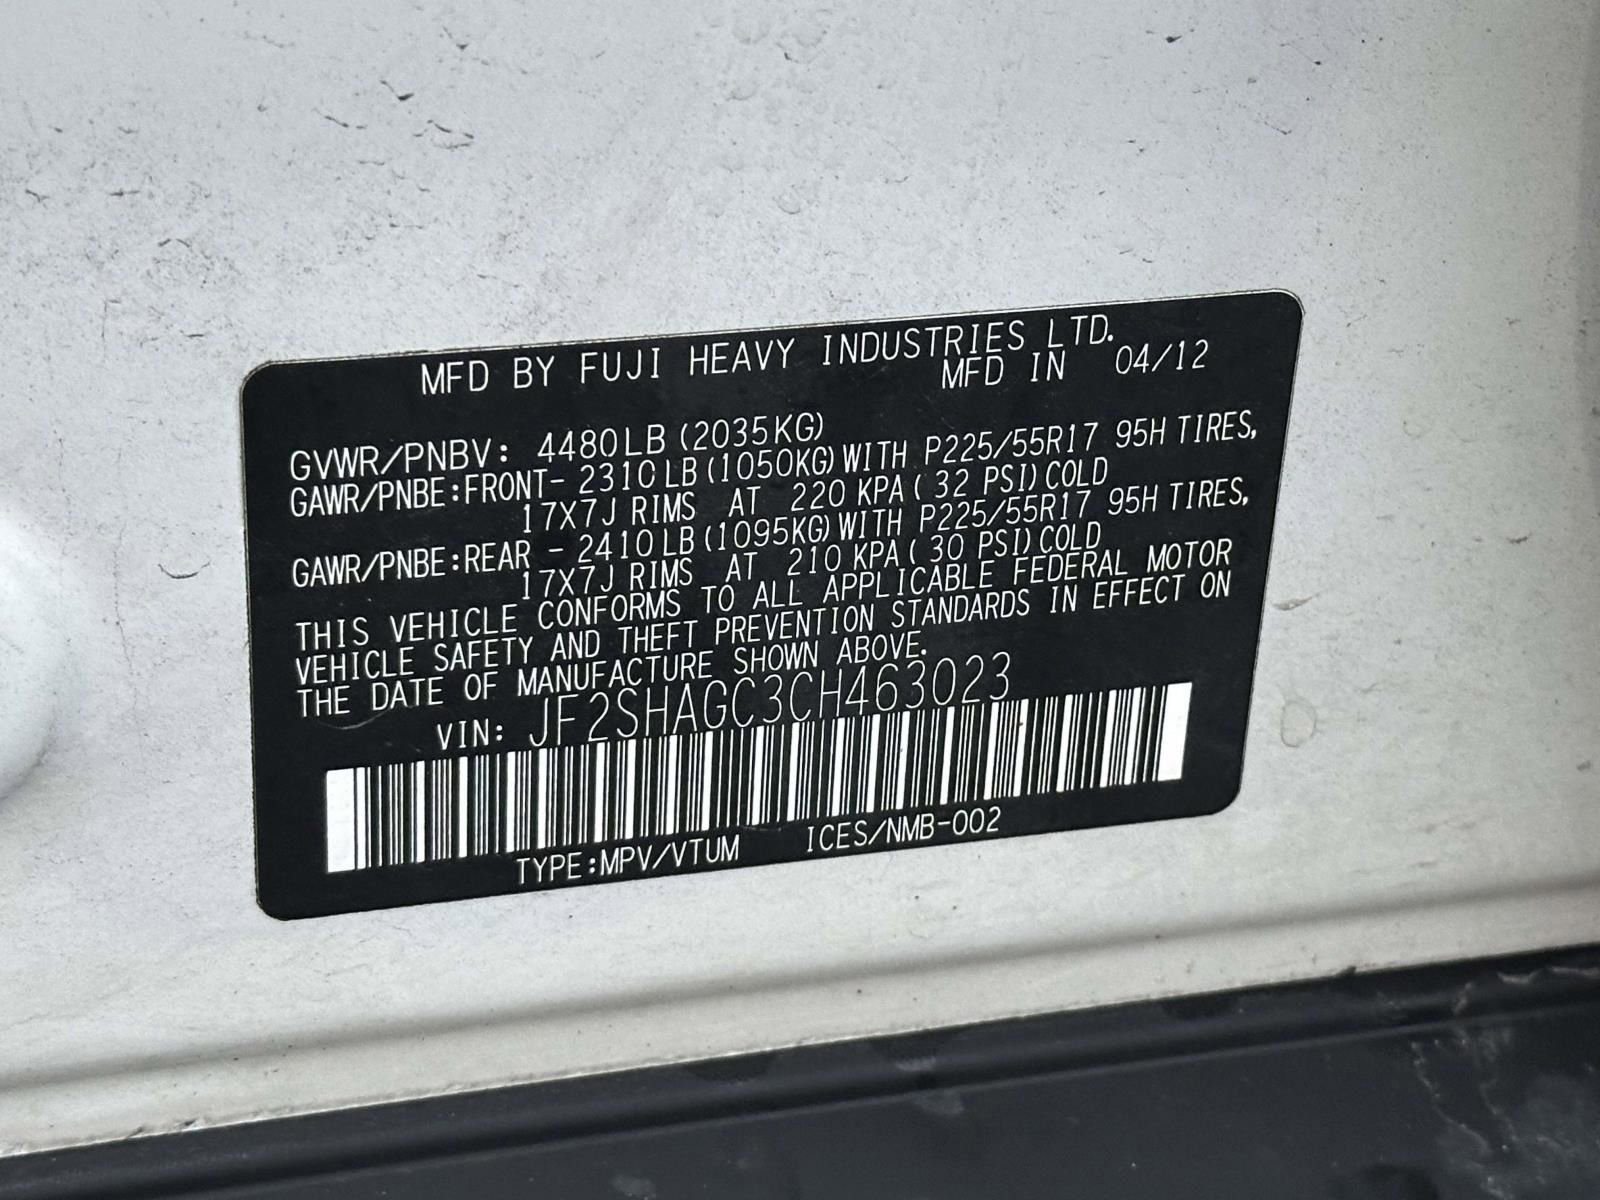 MFD BY FUJI HEAVY INDUSTRIES LTD.
MFD IN 04/12
GVWR/PNBV: 4480LB (2035KG)
GAWR/PNBE:FRONT- 2310LB(1050KG)WITH P225/55R17 95H TIRES,
17X7J RIMS AT 220 KPA( 32 PSI)COLD
GAWR/PNBE:REAR - 2410LB(1095KG)WITH P225/55R17 95H TIRES,
17X7J RIMS AT 210 KPA( 30 PSI)COLD
THIS VEHICLE CONFORMS TO ALL APPLICABLE FEDERAL MOTOR
VEHICLE SAFETY AND THEFT PREVENTION STANDARDS IN EFFECT ON
THE DATE OF MANUFACTURE SHOWN ABOVE.
VIN: JF2SHAGC3CH463023
TYPE:MPV/VTUM ICES/NMB-002